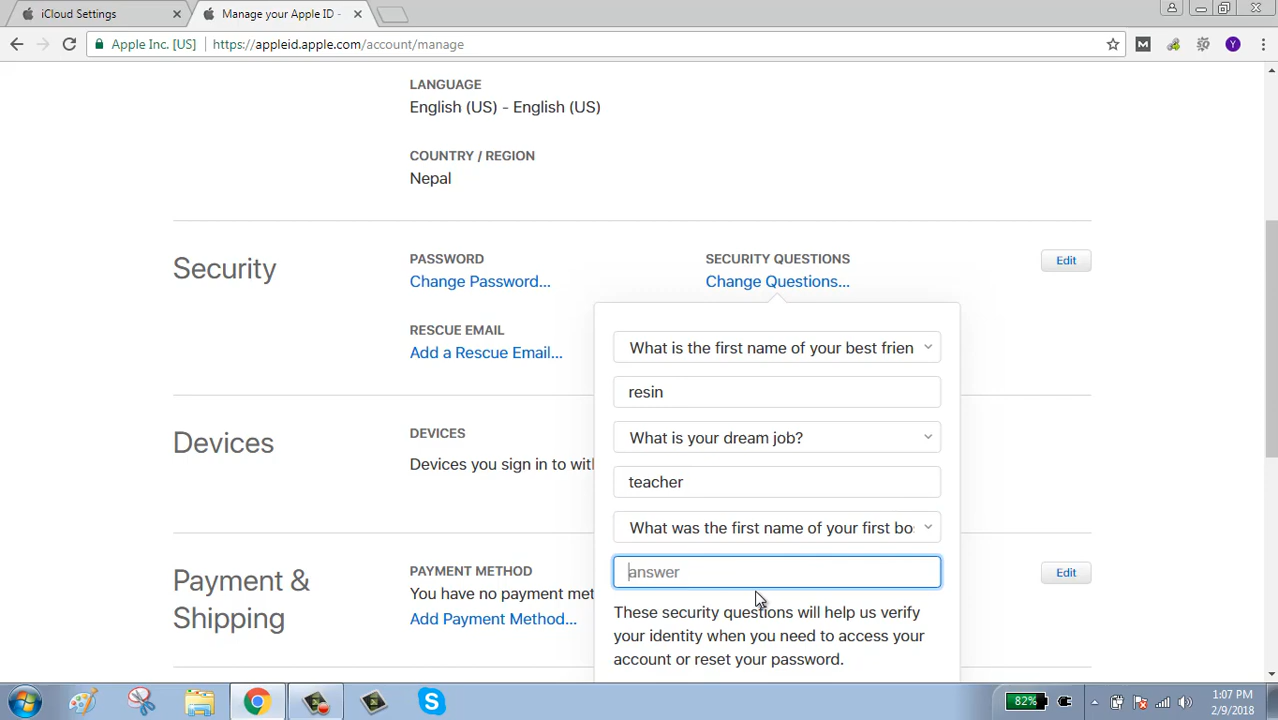 iCloud Settings
Manage your Apple ID -
Apple Inc. [US]
https://appleid.apple.com/account/manage
M
Y
LANGUAGE
English (US) - English (US)
COUNTRY / REGION
Nepal
Security
PASSWORD
Change Password...
SECURITY QUESTIONS
Change Questions...
Edit
RESCUE EMAIL
Add a Rescue Email...
What is the first name of your best frien
resin
What is your dream job?
teacher
What was the first name of your first bo
answer
These security questions will help us verify
your identity when you need to access your
account or reset your password.
Devices
DEVICES
Devices you sign in to wit
Payment &
Shipping
PAYMENT METHOD
You have no payment met
Add Payment Method...
Edit
82%
1:07 PM
2/9/2018